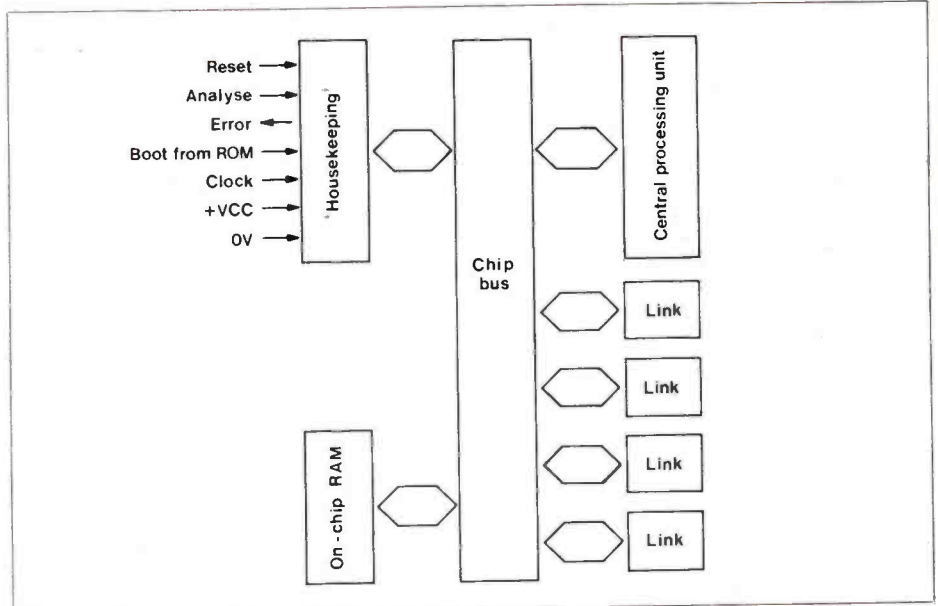 Reset
Analyse
Error
Boot from ROM
Clock
+VCC
0V
'Housekeeping'
Chip
bus
Central processing unit
Link
Link
Link
Link
On-chip RAM